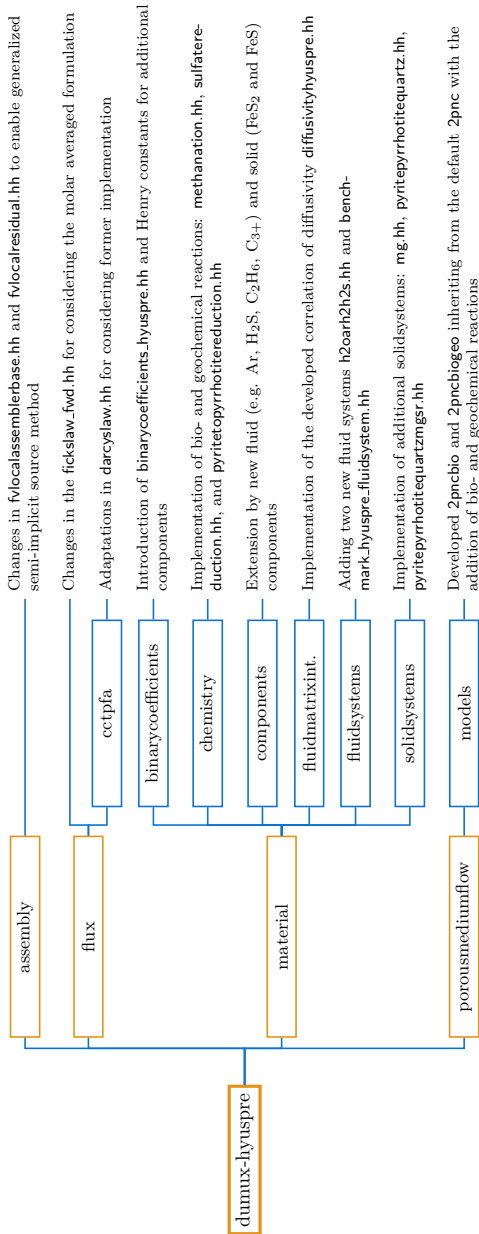 dumux-hyuspre
assembly
Changes in fvlocalassemblerbase.hh and fvlocalresidual.hh to enable generalized
semi-implicit source method
flux
Changes in the fickslaw_fwd.hh for considering the molar averaged formulation
cctpfa
Adaptations in darcyslaw.hh for considering former implementation
material
binarycoefficients
Introduction of binarycoefficients_hyuspre.hh and Henry constants for additional
components
chemistry
Implementation of bio- and geochemical reactions: methanation.hh, sulfatere-
duction.hh, and pyritetopyrrhotitereduction.hh
components
Extension by new fluid (e.g. Ar, H₂S, C₂H₆, C₃₊) and solid (FeS₂ and FeS)
components
fluidmatrixint.
Implementation of the developed correlation of diffusivity diffusivityhyuspre.hh
fluidsystems
Adding two new fluid systems h2oarh2h2s.hh and bench-
mark_hyuspre_fluidsystem.hh
solidsystems
Implementation of additional solidsystems: mg.hh, pyritepyrrhotitequartz.hh,
pyritepyrrhotitequartzmgsr.hh
porousmediumflow
models
Developed 2pncbio and 2pncbiogeo inheriting from the default 2pnc with the
addition of bio- and geochemical reactions